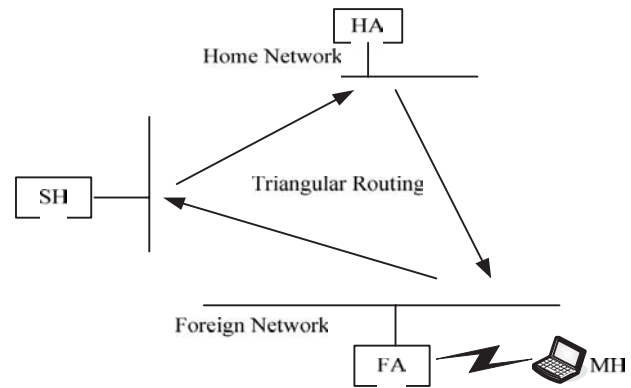 HA
Home Network
SH
Triangular Routing
Foreign Network
FA
MH